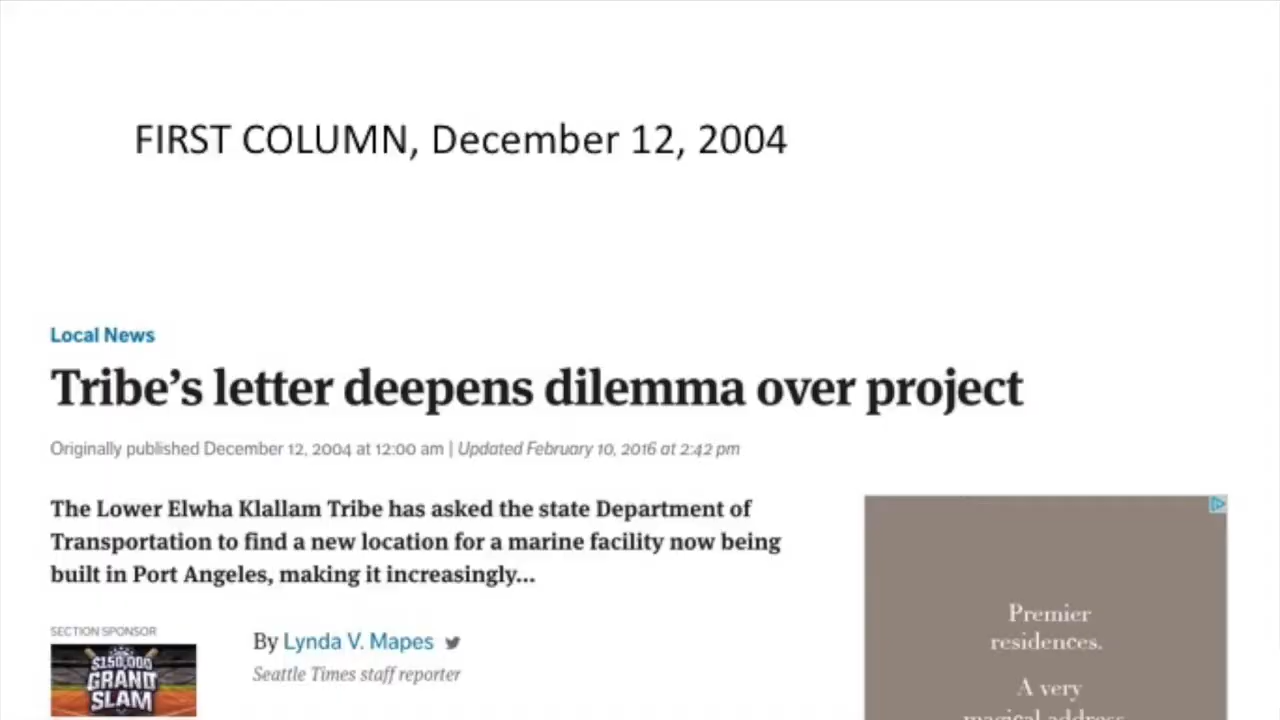 FIRST COLUMN, December 12, 2004
Local News
Tribe's letter deepens dilemma over project
Originally published December 12, 2004 at 12:00 am | Updated February 10, 2016 at 2:42 pm
The Lower Elwha Klallam Tribe has asked the state Department of
Transportation to find a new location for a marine facility now being
built in Port Angeles, making it increasingly...
SECTION SPONSOR
$150,000
GRAND
SLAM
By Lynda V. Mapes
Seattle Times staff reporter
Premier
residences.
A very
magical address